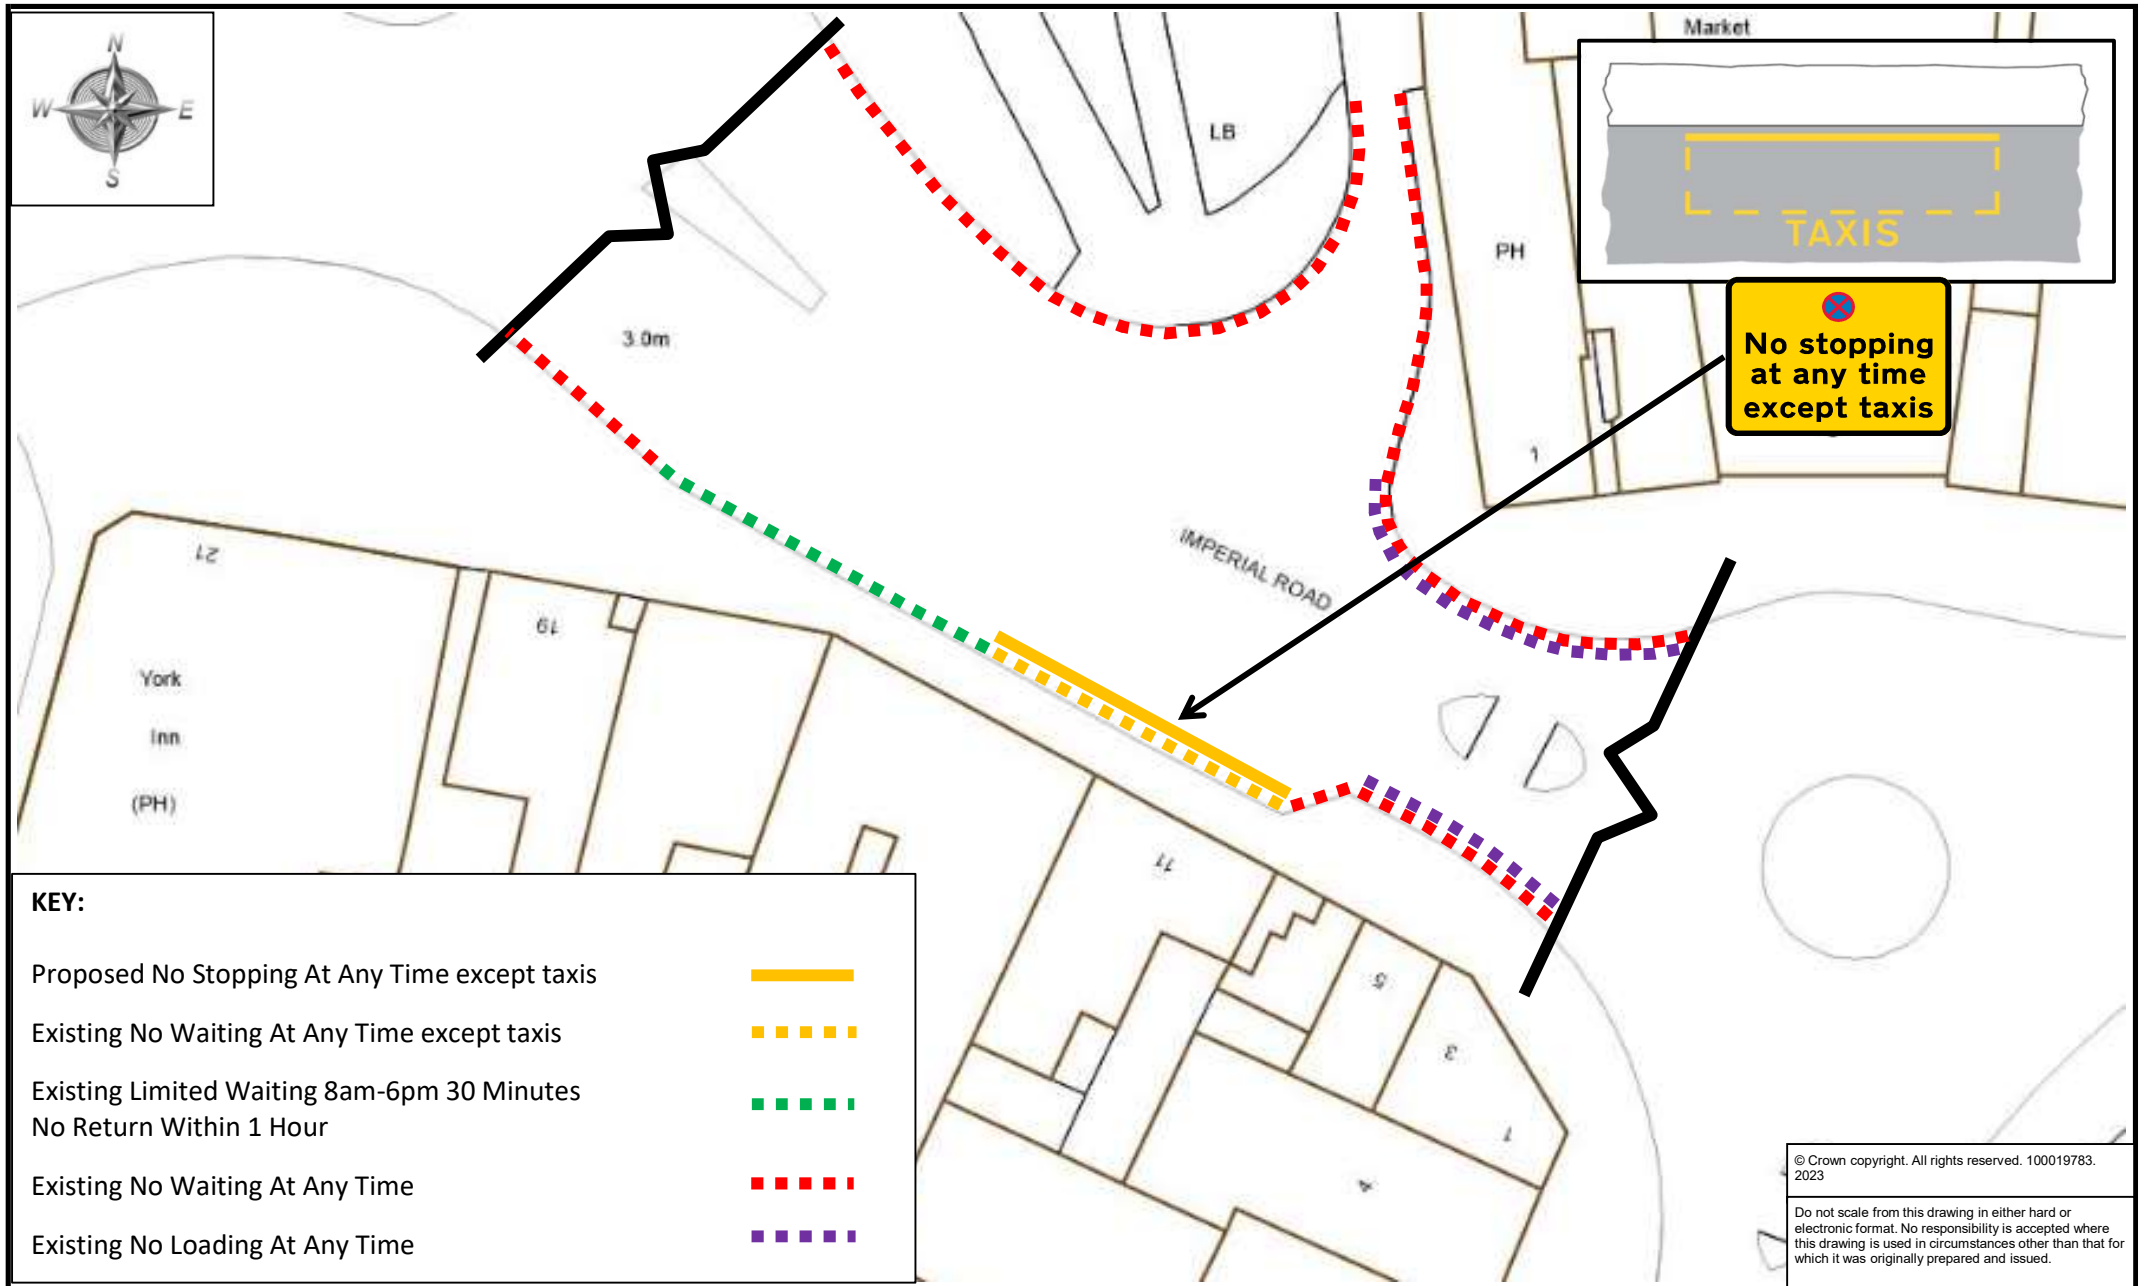 N
W
E
S
Market
LB
PH
TAXIS
3.0m
No stopping
at any time
except taxis
1
IMPERIAL ROAD
21
19
York
Inn
(PH)
11
5
3
1
4
KEY:
Proposed No Stopping At Any Time except taxis
Existing No Waiting At Any Time except taxis
Existing Limited Waiting 8am-6pm 30 Minutes
No Return Within 1 Hour
Existing No Waiting At Any Time
Existing No Loading At Any Time
© Crown copyright. All rights reserved. 100019783.
2023
Do not scale from this drawing in either hard or
electronic format. No responsibility is accepted where
this drawing is used in circumstances other than that for
which it was originally prepared and issued.